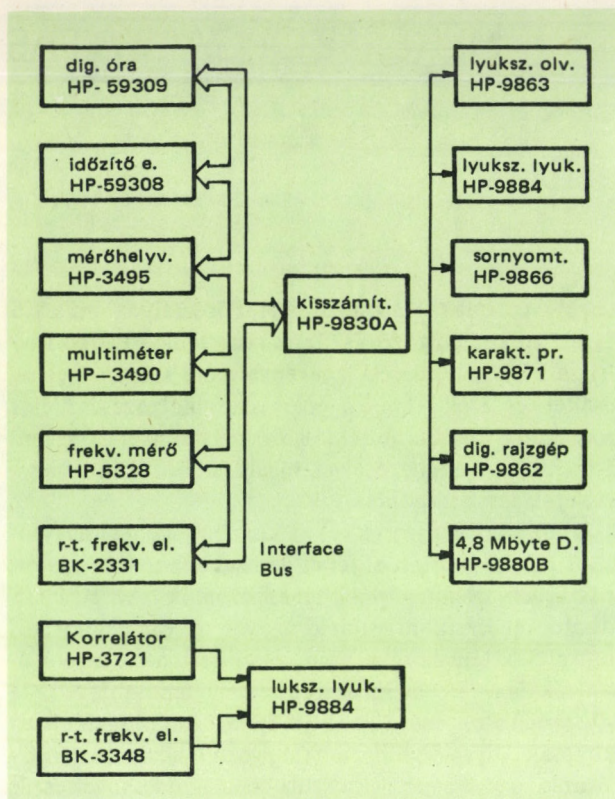 dig. óra
HP- 59309
időzítő e.
HP-59308
mérőhelyv.
HP-3495
multiméter
HP--3490
frekv. mérő
HP-5328
r-t. frekv. el.
BK-2331
Interface
Bus
kisszámít.
HP-9830A
lyuksz. olv.
HP-9863
lyuksz. lyuk.
HP-9884
sornyomt.
HP-9866
karakt. pr.
HP-9871
dig. rajzgép
HP-9862
4,8 Mbyte D.
HP-9880B
Korrelátor
HP-3721
r-t. frekv. el.
BK-3348
luksz. lyuk.
HP-9884